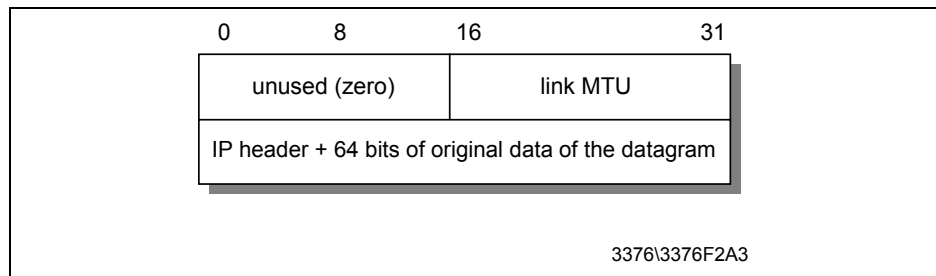 0 8 16 31
unused (zero) link MTU
IP header + 64 bits of original data of the datagram
3376\3376F2A3